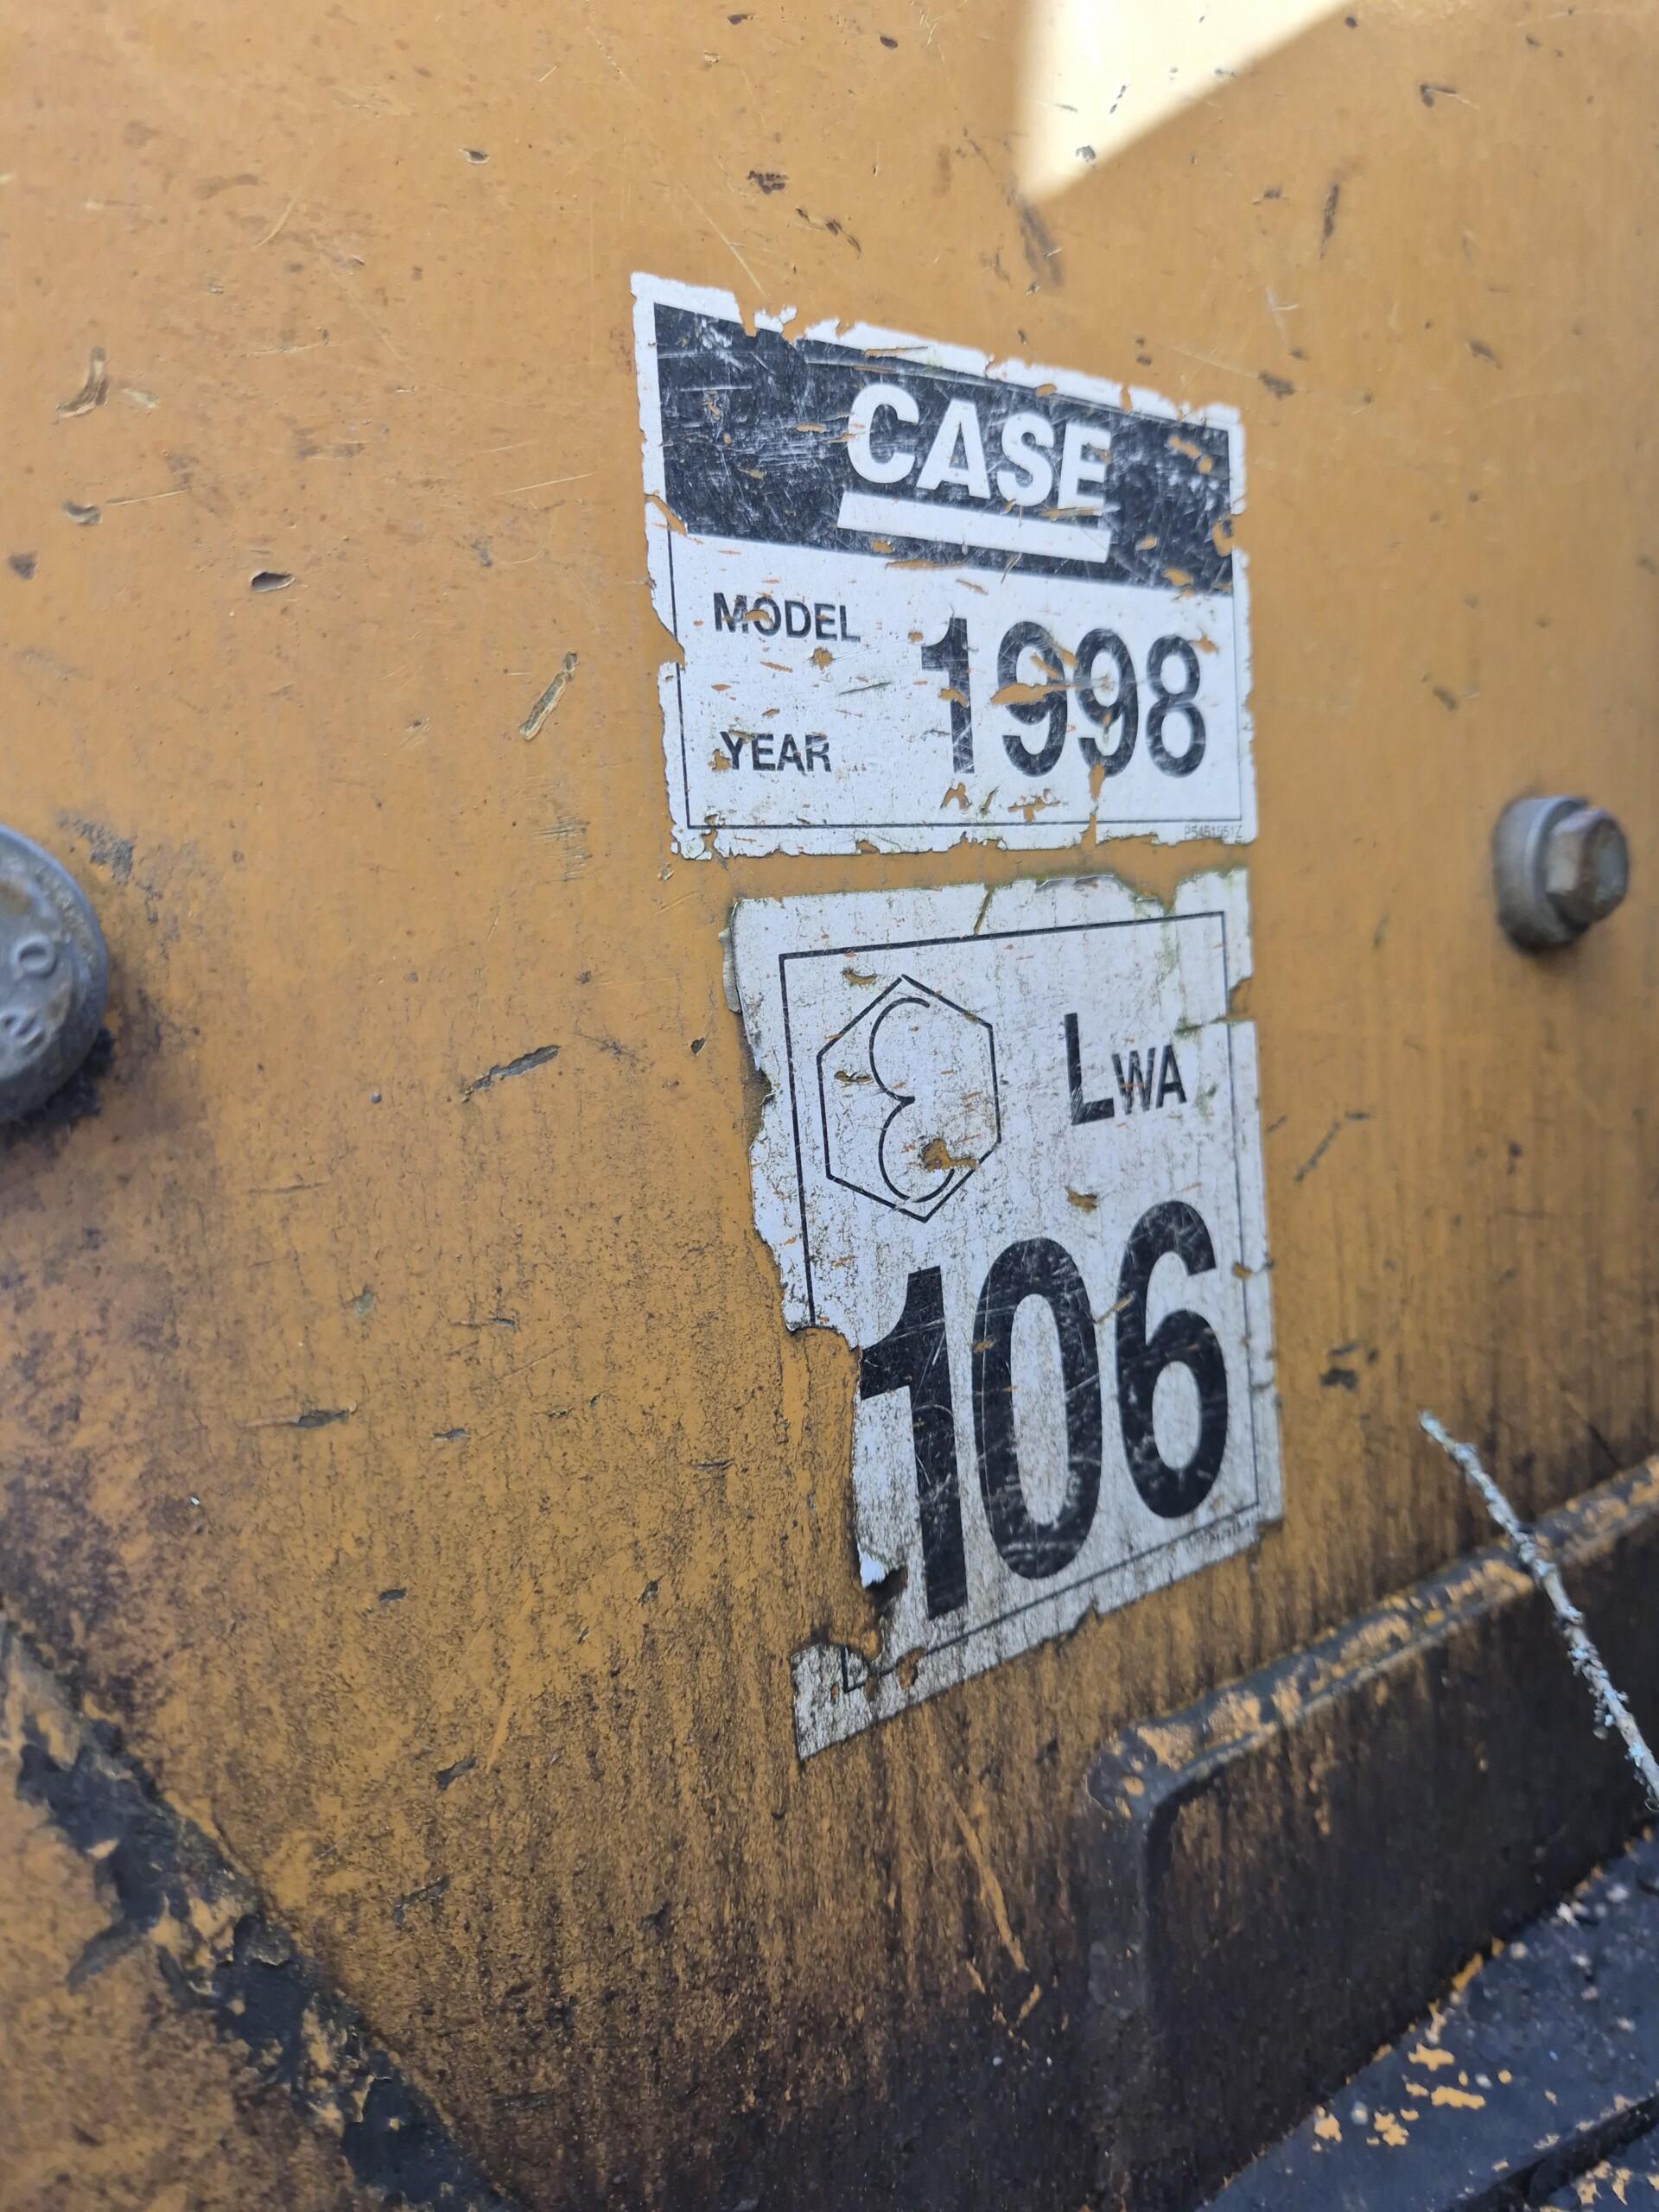 CASE
MODEL
YEAR
1998
LWA
106